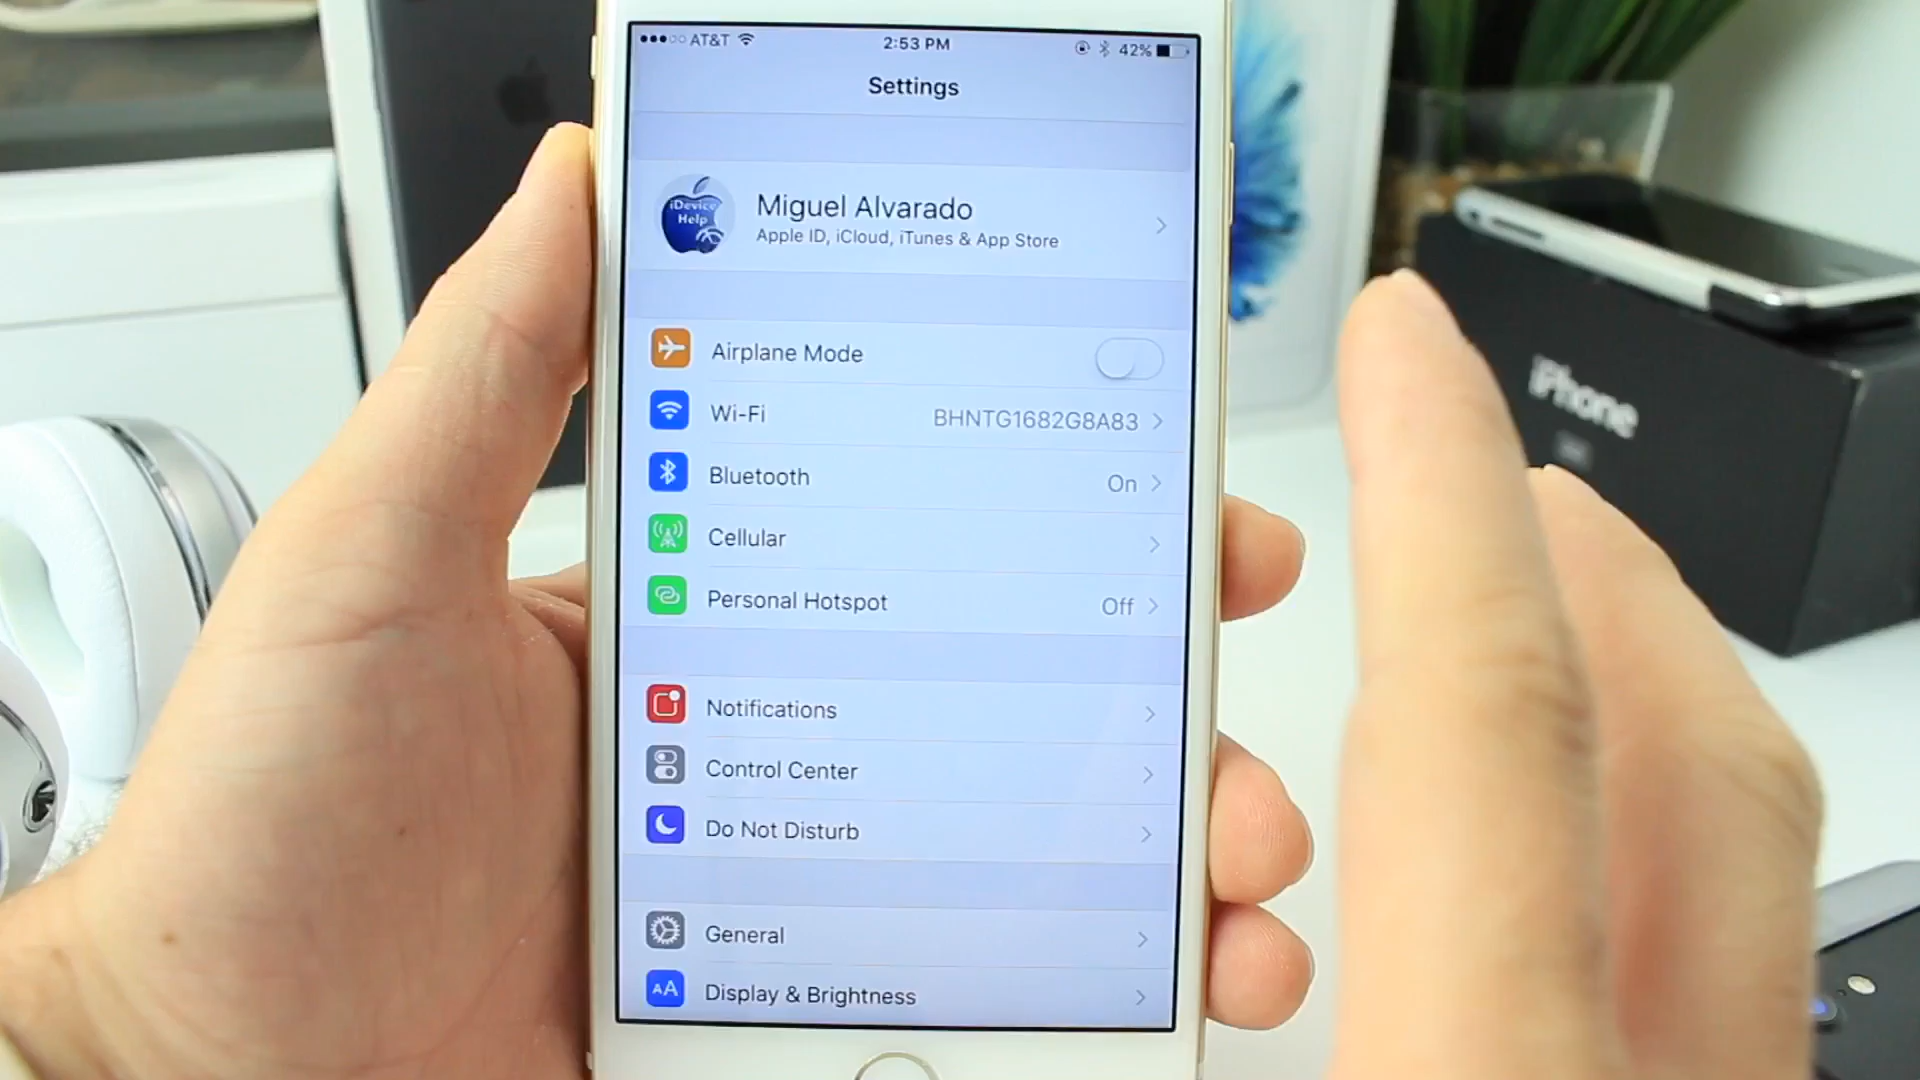 AT&T 2:53 PM 42%
Settings
iDevice
Help
Miguel Alvarado
Apple ID, iCloud, iTunes & App Store
Airplane Mode
Wi-Fi BHNTG1682G8A83
Bluetooth On
Cellular
Personal Hotspot Off
Notifications
Control Center
Do Not Disturb
General
AA Display & Brightness
iPhone